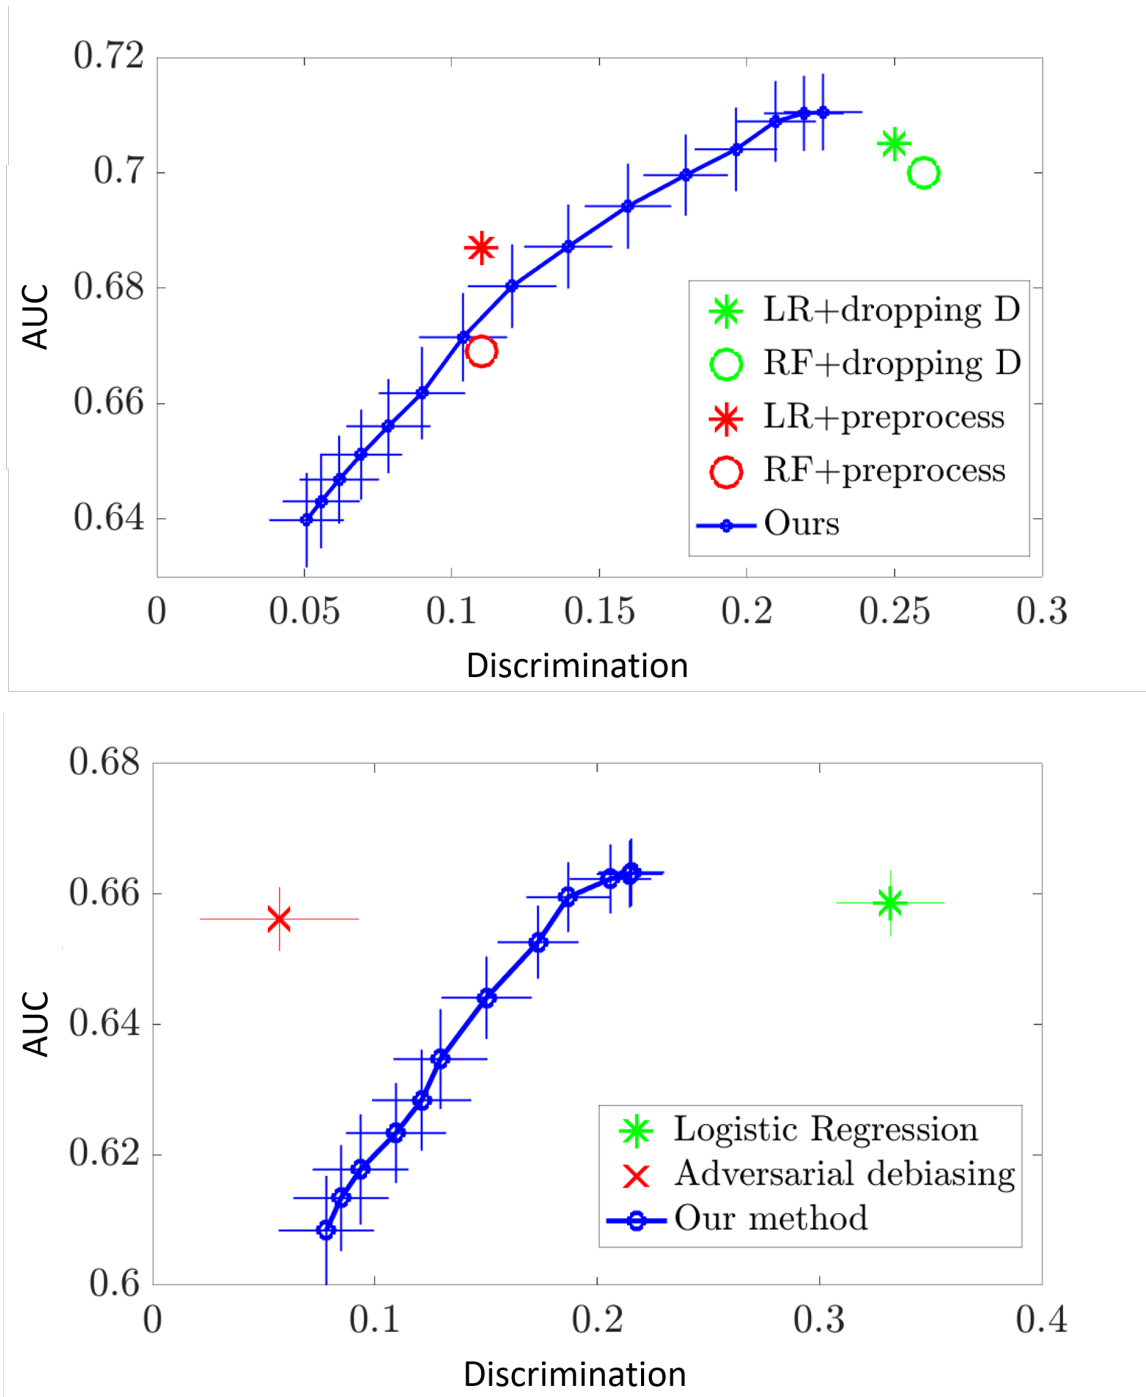 0.72
0.7
0.68
0.66
0.64
AUC
LR+dropping D
RF+dropping D
LR+preprocess
RF+preprocess
Ours
0 0.05 0.1 0.15 0.2 0.25 0.3
Discrimination
0.68
0.66
0.64
0.62
0.6
AUC
Logistic Regression
Adversarial debiasing
Our method
0 0.1 0.2 0.3 0.4
Discrimination